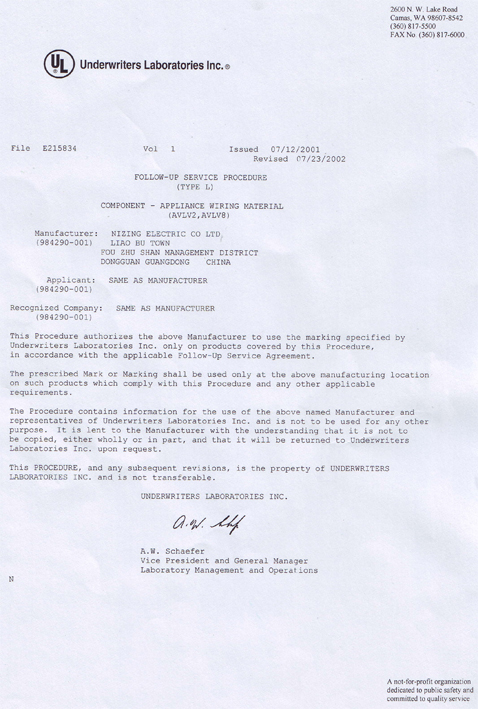 2600 N. W. Lake Road
Camas, WA 98607-8542
(360) 817-5500
FAX No. (360) 817-6000
UL Underwriters Laboratories Inc.®
File E215834 Vol 1 Issued 07/12/2001
Revised 07/23/2002
FOLLOW-UP SERVICE PROCEDURE
(TYPE L)
COMPONENT - APPLIANCE WIRING MATERIAL
(AVLV2,AVLV8)
Manufacturer: NIZING ELECTRIC CO LTD
(984290-001) LIAO BU TOWN
FOU ZHU SHAN MANAGEMENT DISTRICT
DONGGUAN GUANGDONG CHINA
Applicant: SAME AS MANUFACTURER
(984290-001)
Recognized Company: SAME AS MANUFACTURER
(984290-001)
This Procedure authorizes the above Manufacturer to use the marking specified by
Underwriters Laboratories Inc. only on products covered by this Procedure,
in accordance with the applicable Follow-Up Service Agreement.
The prescribed Mark or Marking shall be used only at the above manufacturing location
on such products which comply with this Procedure and any other applicable
requirements.
The Procedure contains information for the use of the above named Manufacturer and
representatives of Underwriters Laboratories Inc. and is not to be used for any other
purpose. It is lent to the Manufacturer with the understanding that it is not to
be copied, either wholly or in part, and that it will be returned to Underwriters
Laboratories Inc. upon request.
This PROCEDURE, and any subsequent revisions, is the property of UNDERWRITERS
LABORATORIES INC. and is not transferable.
UNDERWRITERS LABORATORIES INC.
A.W. Schaefer
Vice President and General Manager
Laboratory Management and Operations
N
A not-for-profit organization
dedicated to public safety and
committed to quality service